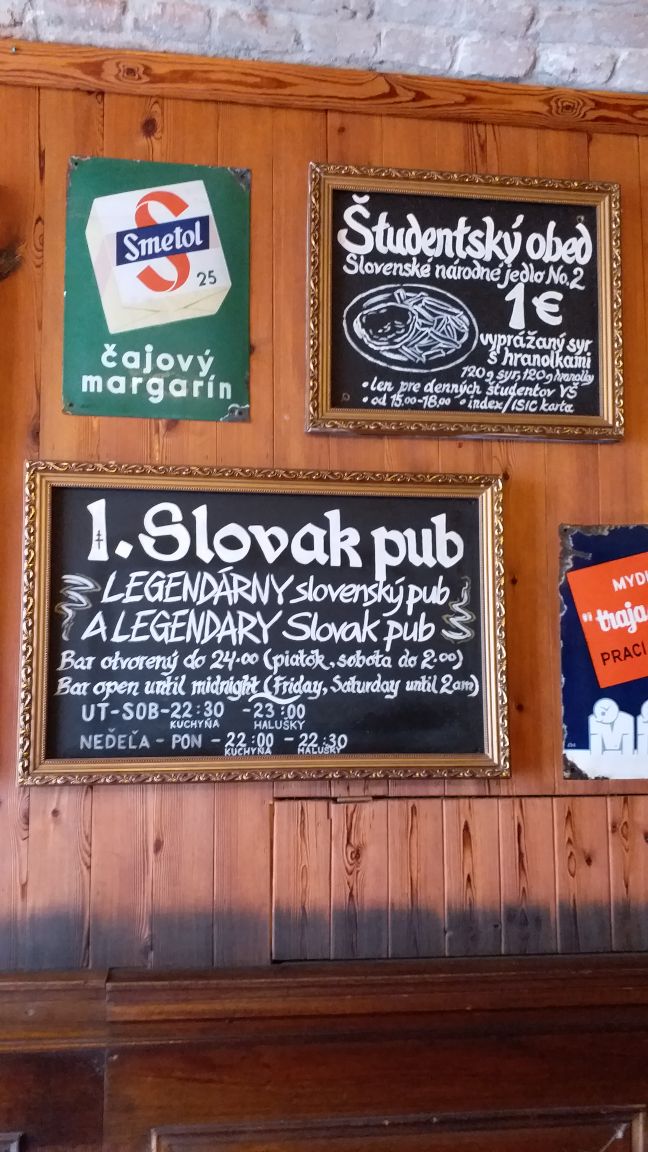 S
Smetol
25
čajový
margarín
Študentský obed
Slovenské národné jedlo No.2
1€
vyprážaný syr
s hranolkami
120g syr, 120g hranolky
• len pre denných študentov VŠ
• od 15.00-18.00 • index/ISIC karta
1. Slovak pub
LEGENDÁRNY slovenský pub
A LEGENDARY Slovak pub
Bar otvorený do 24.00 (piatok, sobota do 2.00)
Bar open until midnight (Friday, Saturday until 2am)
UT-SOB-22:30 -23:00
KUCHYŇA HALUŠKY
NEDEĽA - PON - 22:00 - 22:30
KUCHYŇA HALUŠKY